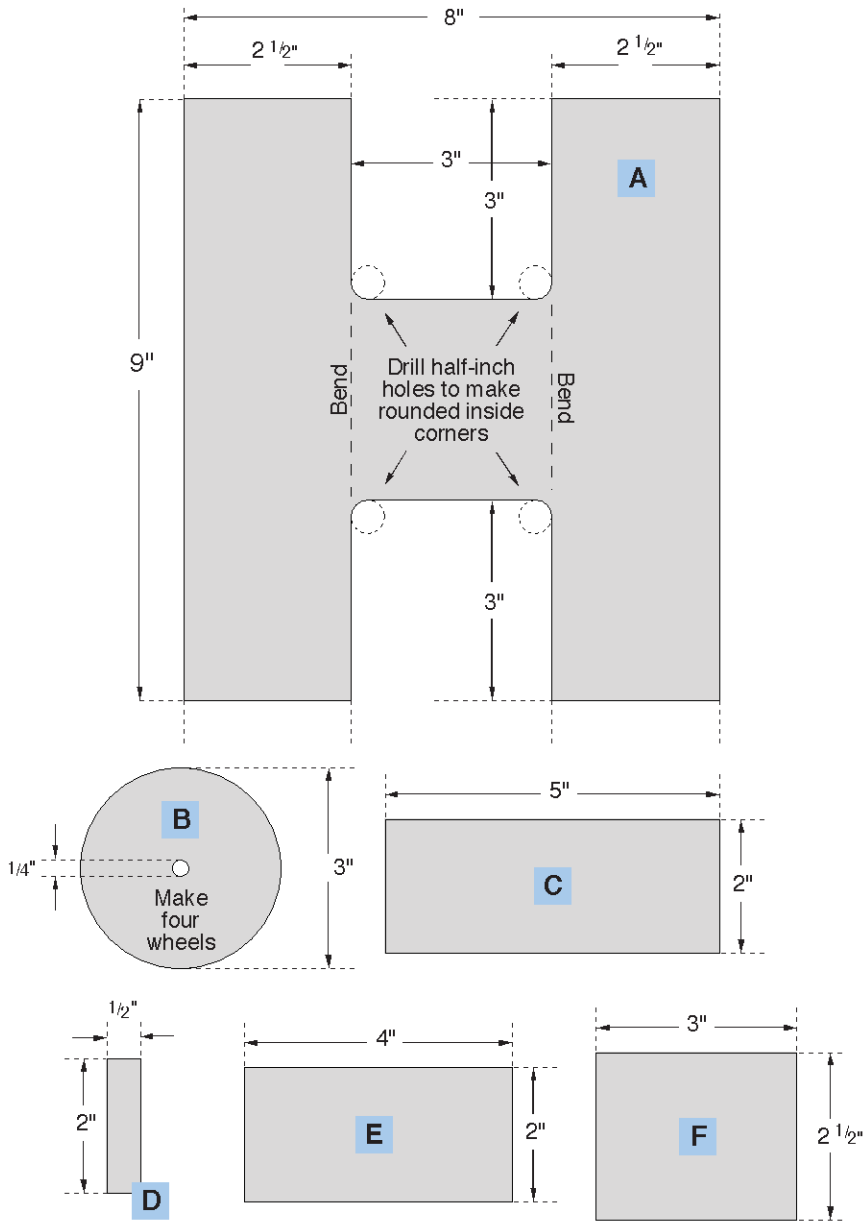 8"
2 1/2"
2 1/2"
3"
A
3"
9"
Bend
Drill half-inch
holes to make
rounded inside
corners
Bend
3"
B
1/4"
Make
four
wheels
3"
5"
C
2"
1/2"
2"
D
4"
E
2"
3"
F
2 1/2"